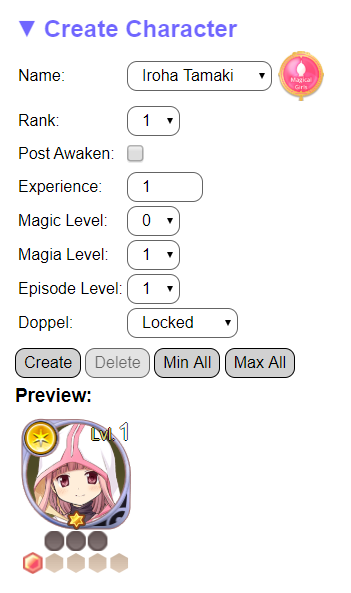 ▼ Create Character
Name: Iroha Tamaki
Magical
Girls
Rank: 1
Post Awaken:
Experience: 1
Magic Level: 0
Magia Level: 1
Episode Level: 1
Doppel: Locked
Create Delete Min All Max All
Preview:
Lvl. 1